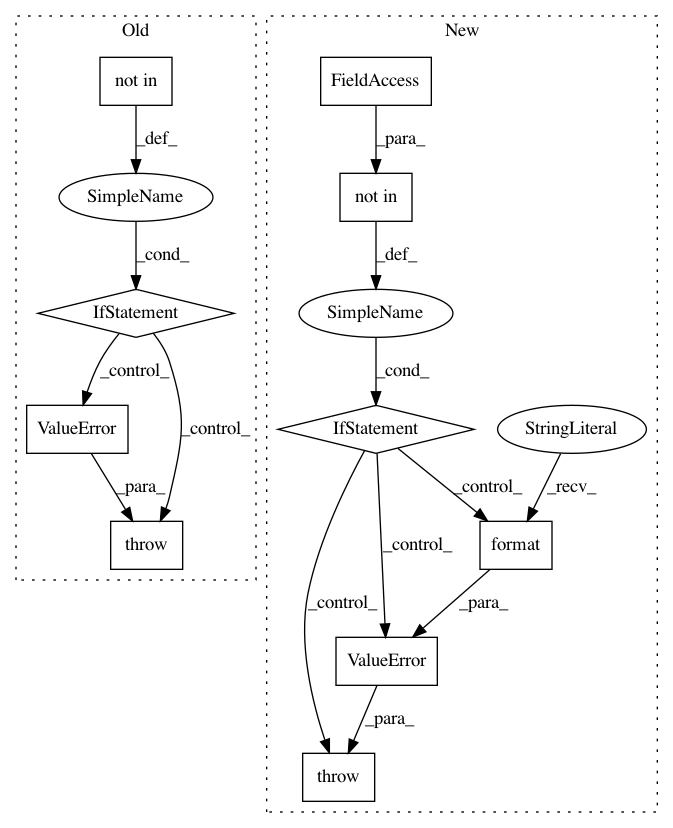 Old
not in
_def_
SimpleName
_cond_
IfStatement
_control_
_control_
ValueError
_para_
throw
New
FieldAccess
_para_
not in
_def_
SimpleName
_cond_
IfStatement
StringLiteral
_control_
_recv_
_control_
format
_control_
_para_
ValueError
_para_
throw